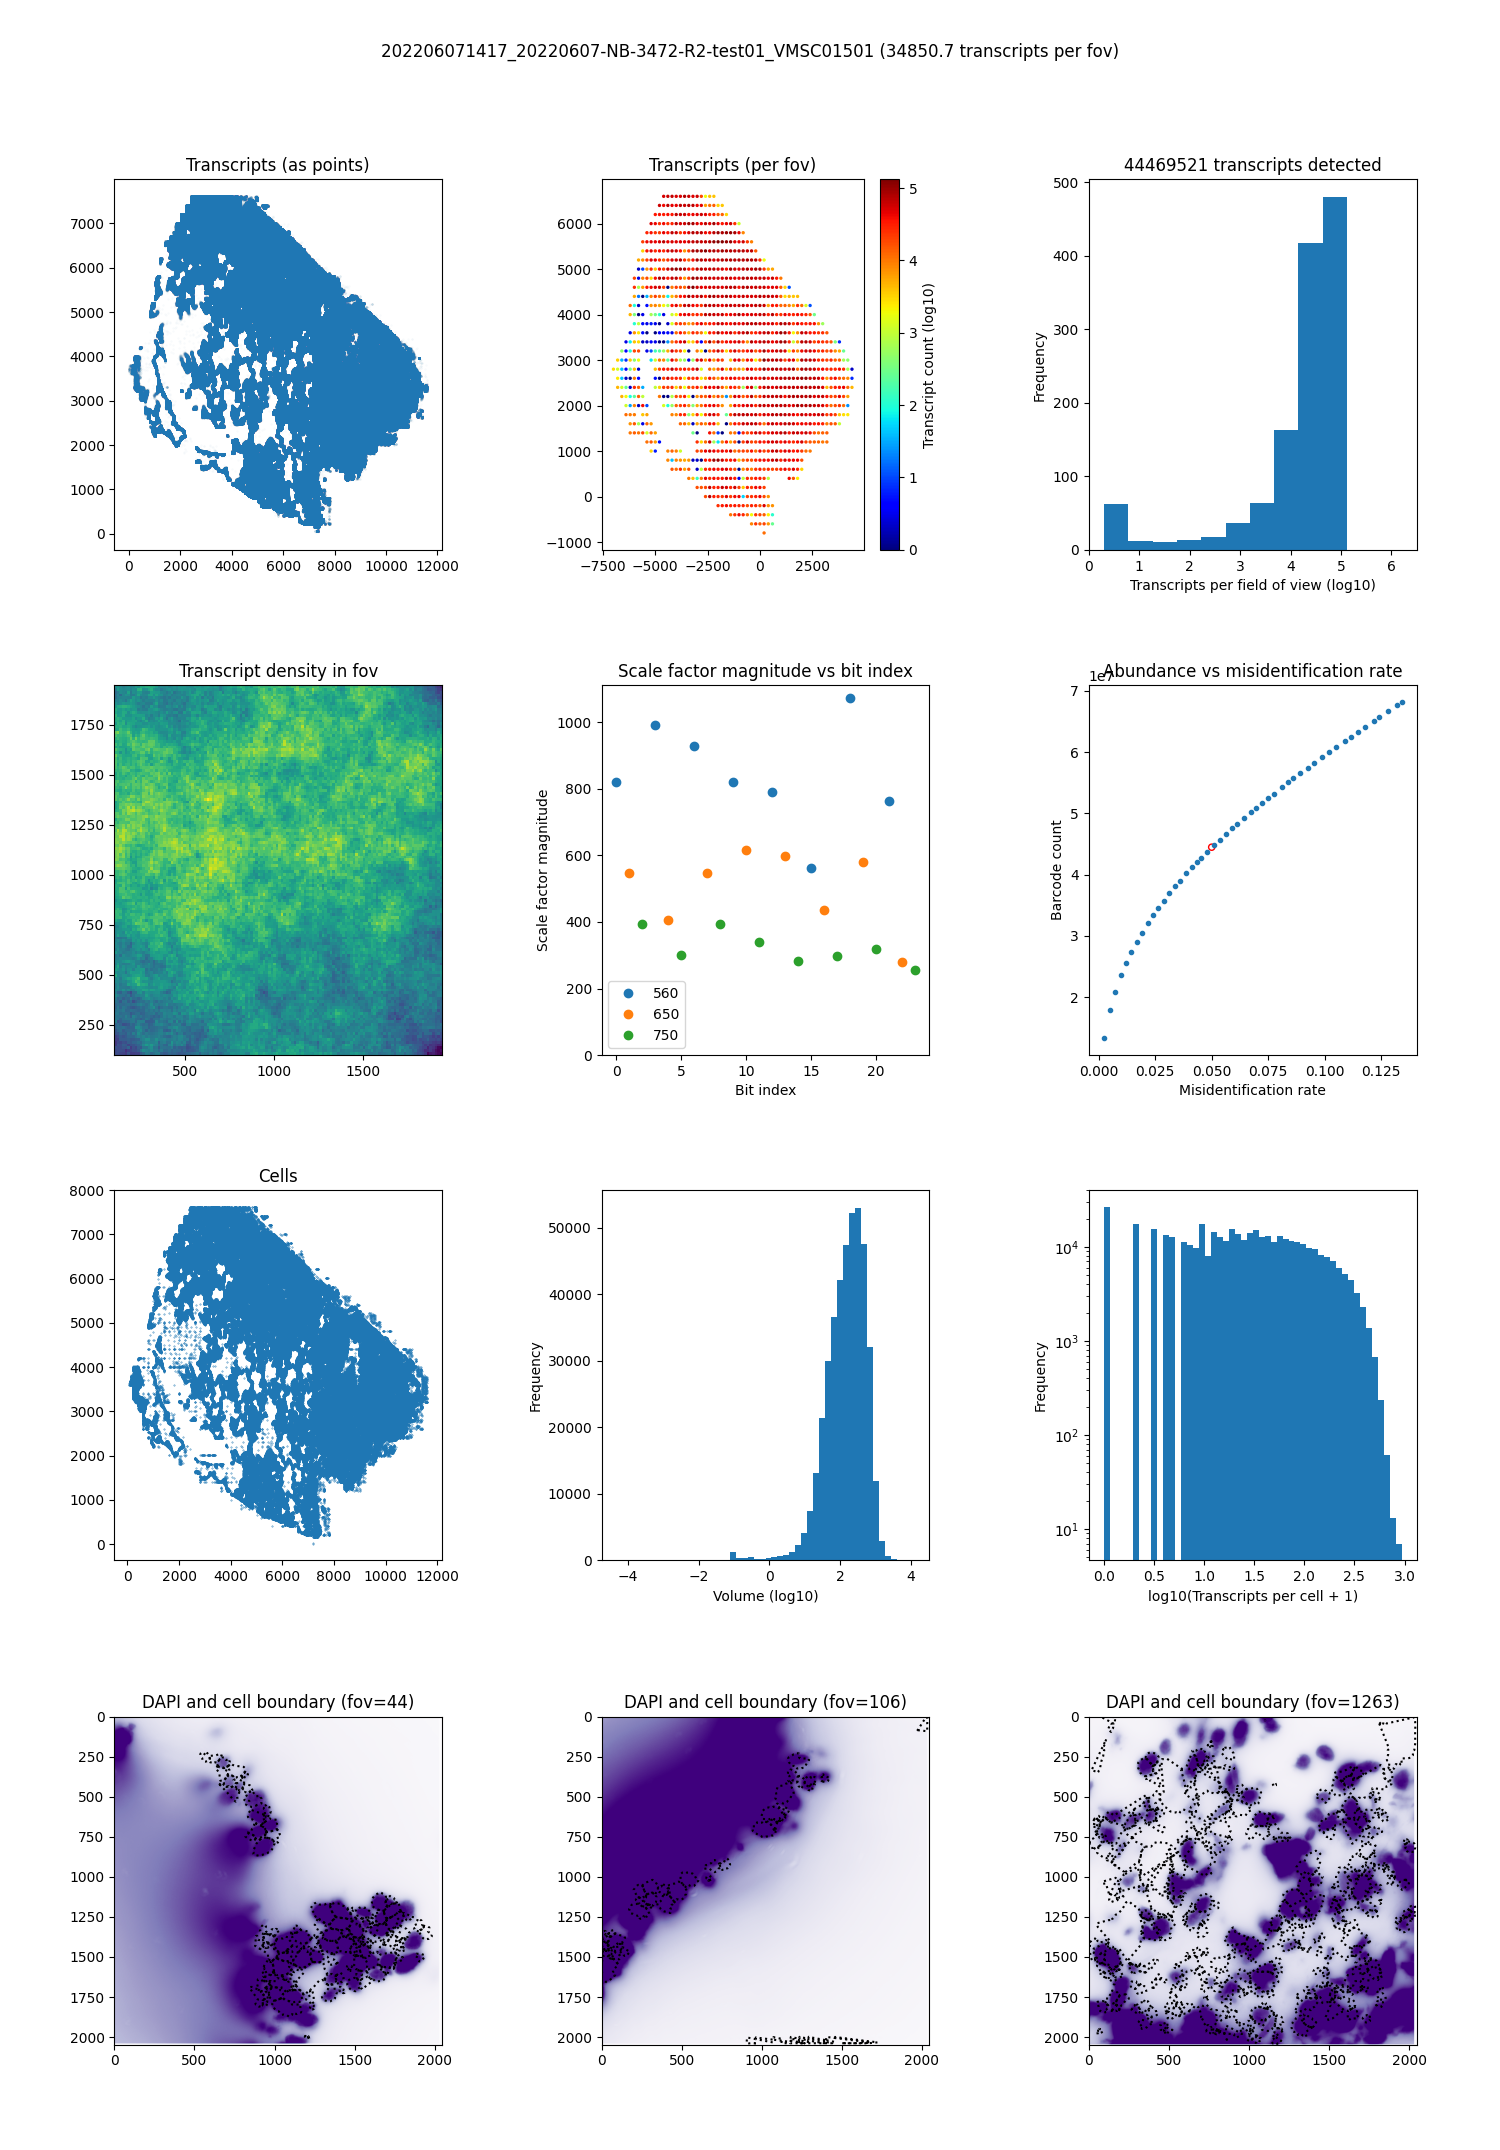 202206071417_20220607-NB-3472-R2-test01_VMSC01501 (34850.7 transcripts per fov)
Transcripts (as points)
7000
6000
5000
4000
3000
2000
1000
0
0 2000 4000 6000 8000 10000 12000
Transcripts (per fov)
6000
5000
4000
3000
2000
1000
0
−1000
−7500 −5000 −2500 0 2500
5
4
3
2
1
0
Transcript count (log10)
44469521 transcripts detected
Frequency
500
400
300
200
100
0
0 1 2 3 4 5 6
Transcripts per field of view (log10)
Transcript density in fov
1750
1500
1250
1000
750
500
250
500 1000 1500
Scale factor magnitude vs bit index
Scale factor magnitude
1000
800
600
400
200
0
560
650
750
0 5 10 15 20
Bit index
Abundance vs misidentification rate
1e7
Barcode count
7
6
5
4
3
2
0.000 0.025 0.050 0.075 0.100 0.125
Misidentification rate
Cells
8000
7000
6000
5000
4000
3000
2000
1000
0
0 2000 4000 6000 8000 10000 12000
Frequency
50000
40000
30000
20000
10000
0
−4 −2 0 2 4
Volume (log10)
Frequency
10^4
10^3
10^2
10^1
0.0 0.5 1.0 1.5 2.0 2.5 3.0
log10(Transcripts per cell + 1)
DAPI and cell boundary (fov=44)
0
250
500
750
1000
1250
1500
1750
2000
0 500 1000 1500 2000
DAPI and cell boundary (fov=106)
0
250
500
750
1000
1250
1500
1750
2000
0 500 1000 1500 2000
DAPI and cell boundary (fov=1263)
0
250
500
750
1000
1250
1500
1750
2000
0 500 1000 1500 2000